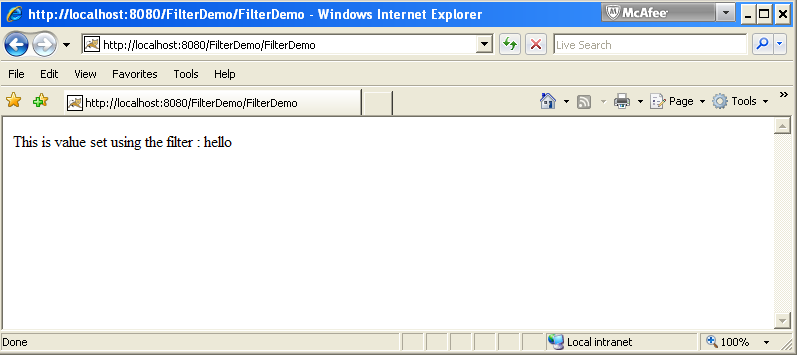 http://localhost:8080/FilterDemo/FilterDemo - Windows Internet Explorer
McAfee
http://localhost:8080/FilterDemo/FilterDemo
Live Search
File Edit View Favorites Tools Help
http://localhost:8080/FilterDemo/FilterDemo
Page Tools
This is value set using the filter : hello
Done
Local intranet
100%